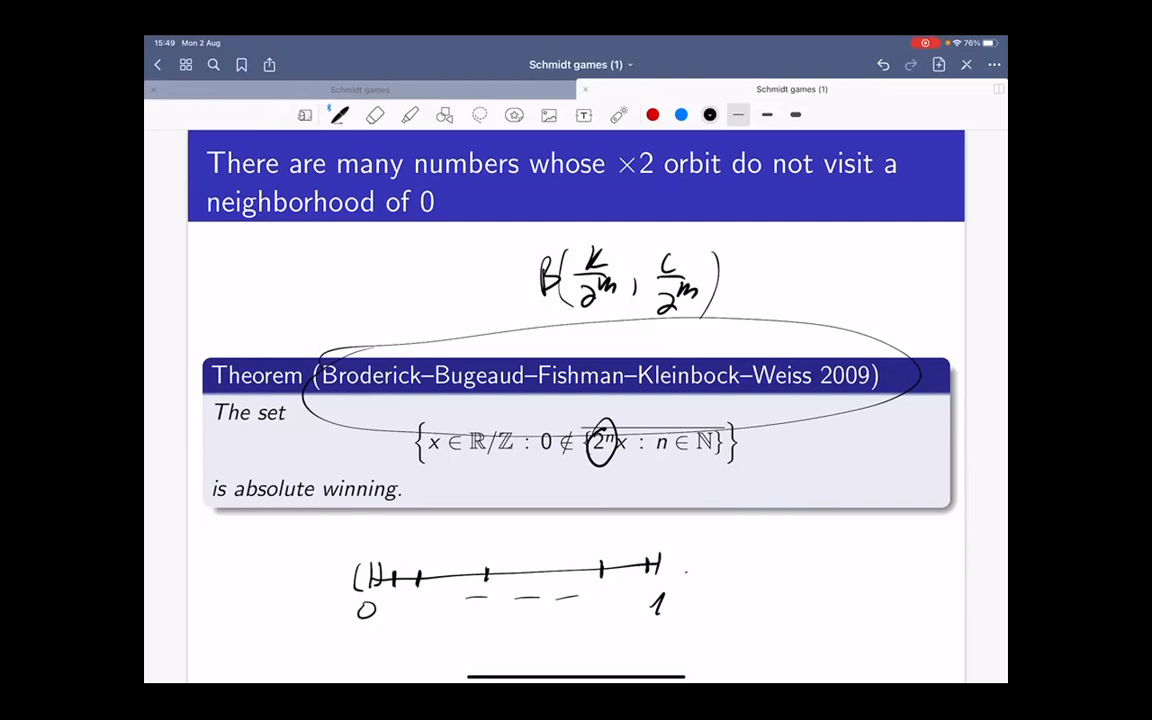 15:49 Mon 2 Aug
76%
Schmidt games (1)
Schmidt games
Schmidt games (1)
T
There are many numbers whose ×2 orbit do not visit a
neighborhood of 0
B(K/2^m, C/2^m)
Theorem (Broderick–Bugeaud–Fishman–Kleinbock–Weiss 2009)
The set
{x ∈ ℝ/ℤ : 0 ∉ \overline{{2^n x : n ∈ ℕ}}}
is absolute winning.
0 1